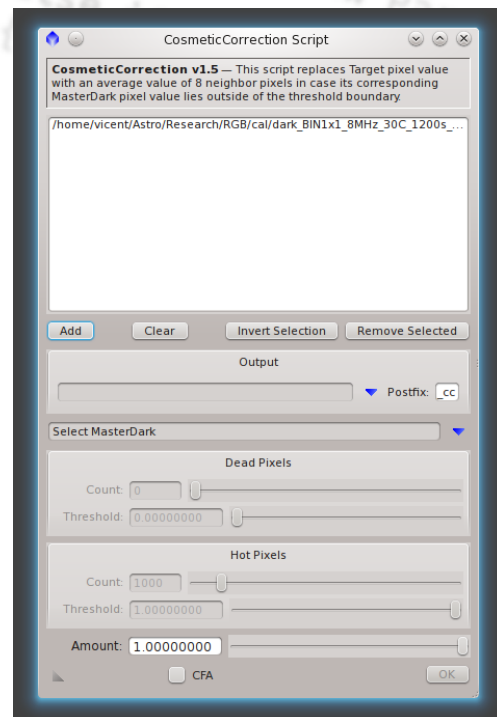 CosmeticCorrection Script
CosmeticCorrection v1.5 — This script replaces Target pixel value
with an average value of 8 neighbor pixels in case its corresponding
MasterDark pixel value lies outside of the threshold boundary.
/home/vicent/Astro/Research/RGB/cal/dark_BIN1x1_8MHz_30C_1200s_...
Add Clear Invert Selection Remove Selected
Output
Postfix: _cc
Select MasterDark
Dead Pixels
Count: 0
Threshold: 0.00000000
Hot Pixels
Count: 1000
Threshold: 1.00000000
Amount: 1.00000000
CFA OK